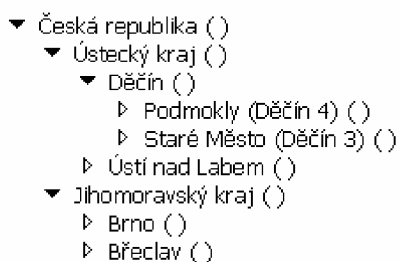 Česká republika ( )
Ústecký kraj ( )
Děčín ( )
Podmokly (Děčín 4) ( )
Staré Město (Děčín 3) ( )
Ústí nad Labem ( )
Jihomoravský kraj ( )
Brno ( )
Břeclav ( )